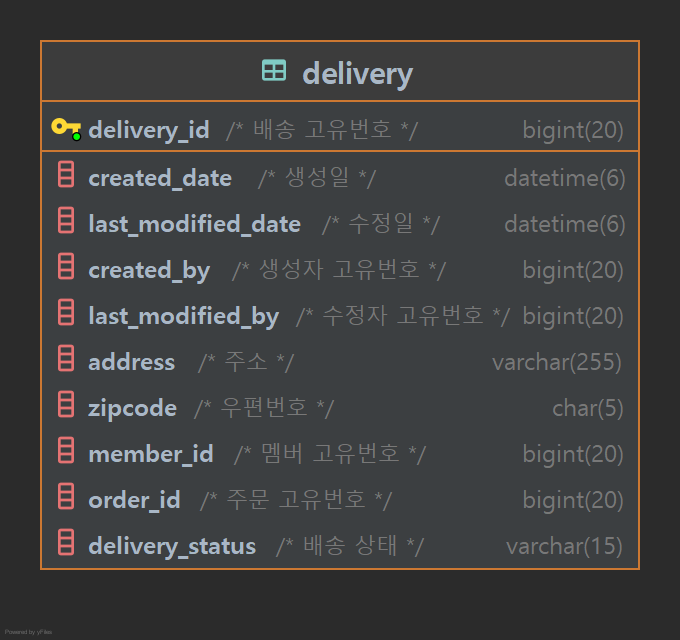 delivery
delivery_id /* 배송 고유번호 */ bigint(20)
created_date /* 생성일 */ datetime(6)
last_modified_date /* 수정일 */ datetime(6)
created_by /* 생성자 고유번호 */ bigint(20)
last_modified_by /* 수정자 고유번호 */ bigint(20)
address /* 주소 */ varchar(255)
zipcode /* 우편번호 */ char(5)
member_id /* 멤버 고유번호 */ bigint(20)
order_id /* 주문 고유번호 */ bigint(20)
delivery_status /* 배송 상태 */ varchar(15)
Powered by yFiles